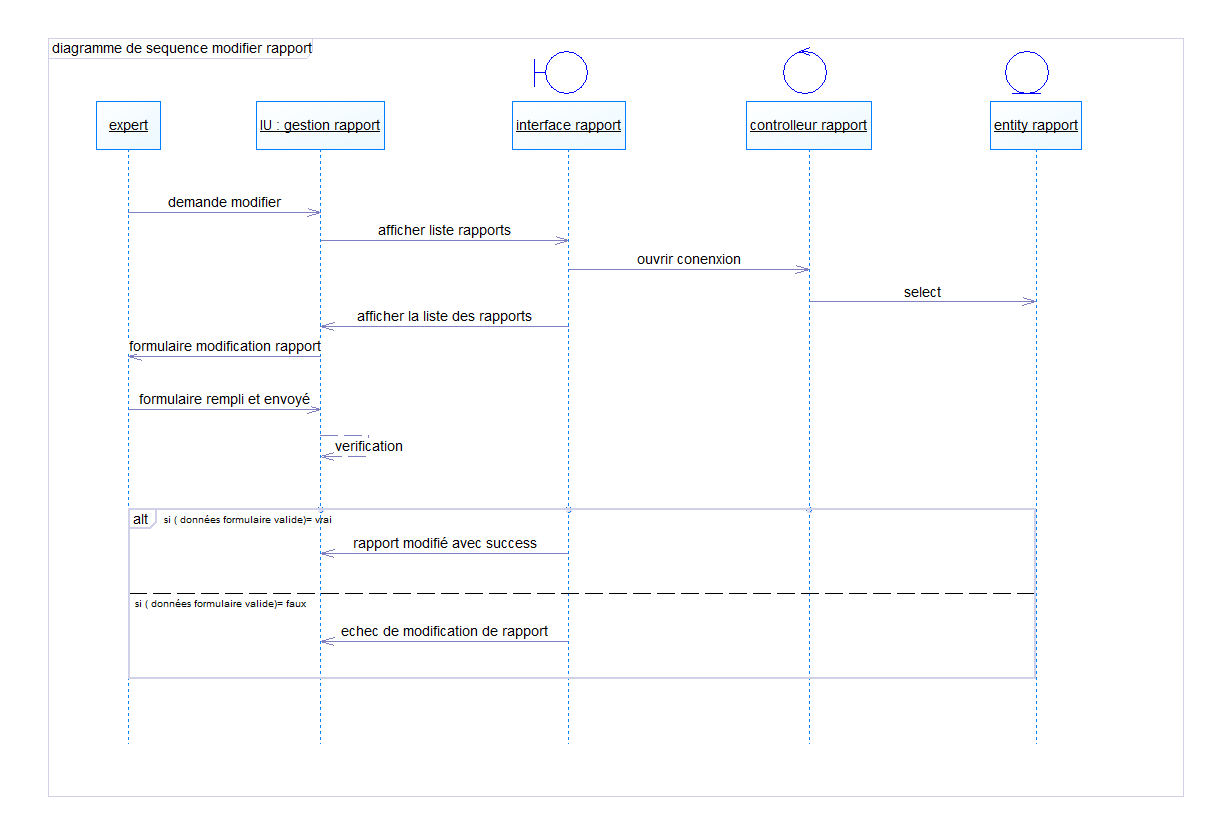 diagramme de sequence modifier rapport
expert
IU : gestion rapport
interface rapport
controlleur rapport
entity rapport
demande modifier
afficher liste rapports
ouvrir conenxion
select
afficher la liste des rapports
formulaire modification rapport
formulaire rempli et envoyé
verification
alt
si ( données formulaire valide)= vrai
rapport modifié avec success
si ( données formulaire valide)= faux
echec de modification de rapport